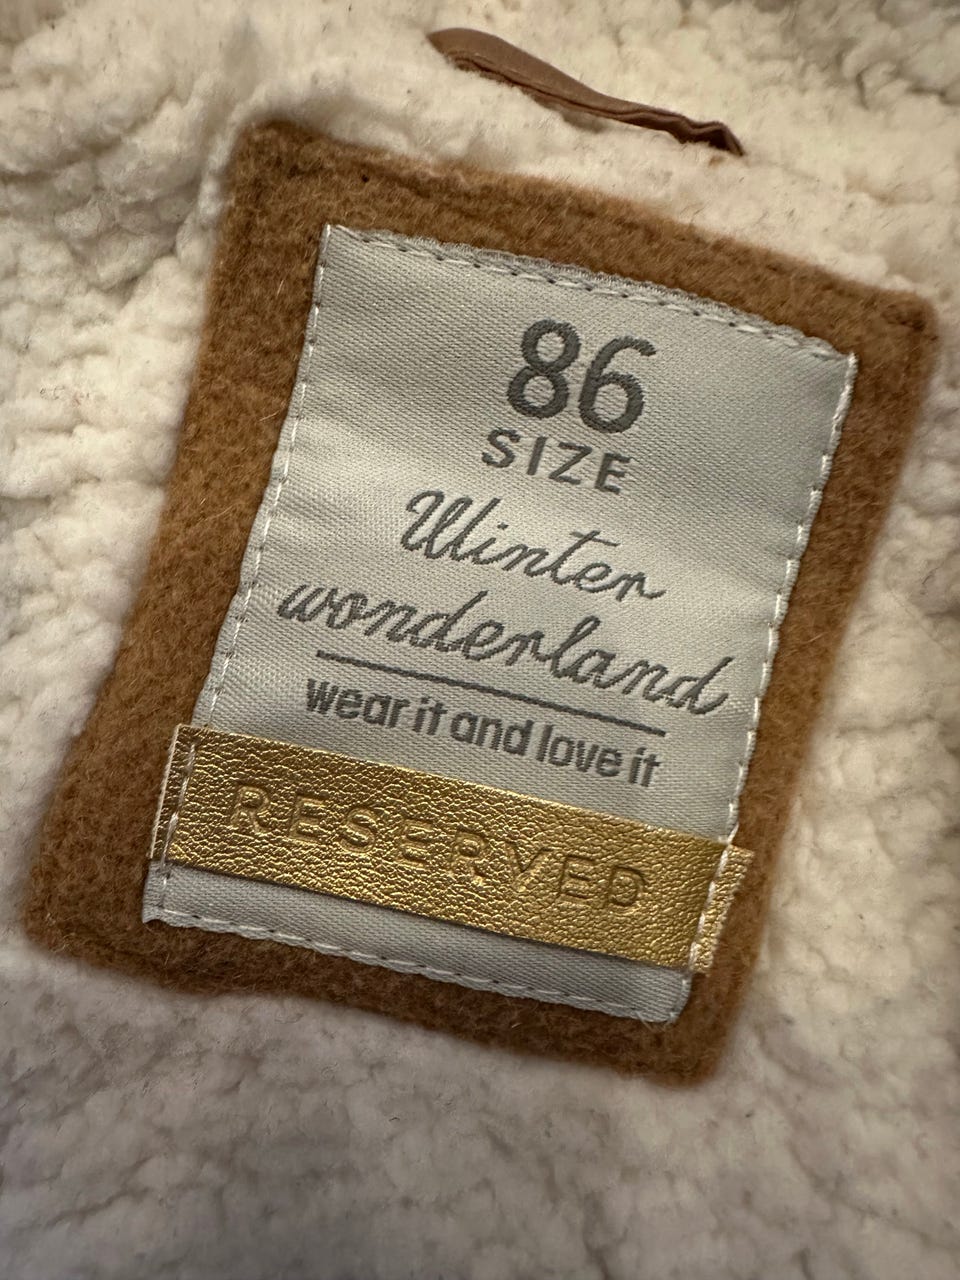 86
SIZE
Winter
wonderland
wear it and love it
RESERVED